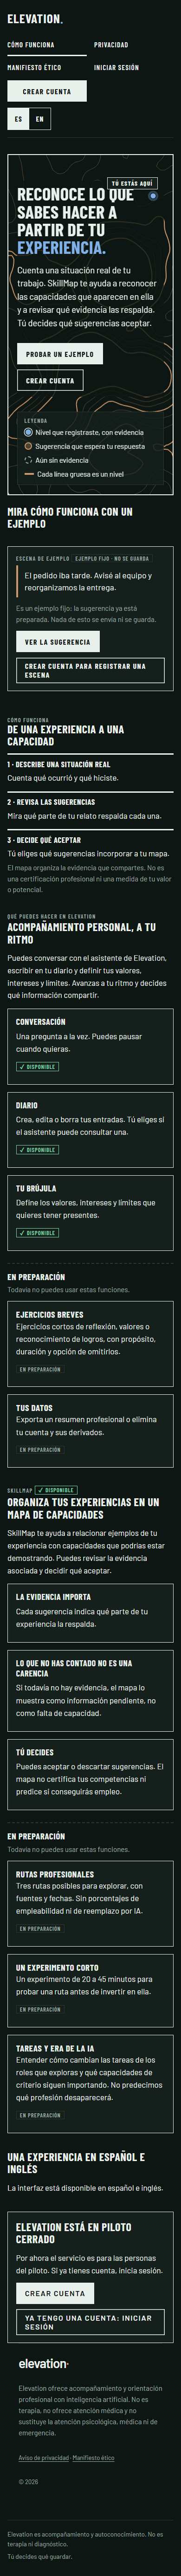 ELEVATION.
CÓMO FUNCIONA
PRIVACIDAD
MANIFIESTO ÉTICO
INICIAR SESIÓN
CREAR CUENTA
ES
EN
TÚ ESTÁS AQUÍ
RECONOCE LO QUE
SABES HACER A
PARTIR DE TU
EXPERIENCIA.
Cuenta una situación real de tu
trabajo. SkillMap te ayuda a reconocer
las capacidades que aparecen en ella
y a revisar qué evidencia las respalda.
Tú decides qué sugerencias aceptar.
PROBAR UN EJEMPLO
CREAR CUENTA
LEYENDA
Nivel que registraste, con evidencia
Sugerencia que espera tu respuesta
Aún sin evidencia
Cada línea gruesa es un nivel
MIRA CÓMO FUNCIONA CON UN
EJEMPLO
ESCENA DE EJEMPLO
EJEMPLO FIJO · NO SE GUARDA
El pedido iba tarde. Avisé al equipo y
reorganizamos la entrega.
Es un ejemplo fijo: la sugerencia ya está
preparada. Nada de esto se envía ni se guarda.
VER LA SUGERENCIA
CREAR CUENTA PARA REGISTRAR UNA
ESCENA
CÓMO FUNCIONA
DE UNA EXPERIENCIA A UNA
CAPACIDAD
1 · DESCRIBE UNA SITUACIÓN REAL
Cuenta qué ocurrió y qué hiciste.
2 · REVISA LAS SUGERENCIAS
Mira qué parte de tu relato respalda cada una.
3 · DECIDE QUÉ ACEPTAR
Tú eliges qué sugerencias incorporar a tu mapa.
El mapa organiza la evidencia que compartes. No es
una certificación profesional ni una medida de tu valor
o potencial.
QUÉ PUEDES HACER EN ELEVATION
ACOMPAÑAMIENTO PERSONAL, A TU
RITMO
Puedes conversar con el asistente de Elevation,
escribir en tu diario y definir tus valores,
intereses y límites. Avanzas a tu ritmo y decides
qué información compartir.
CONVERSACIÓN
Una pregunta a la vez. Puedes pausar
cuando quieras.
✓ DISPONIBLE
DIARIO
Crea, edita o borra tus entradas. Tú eliges si
el asistente puede consultar una.
✓ DISPONIBLE
TU BRÚJULA
Define los valores, intereses y límites que
quieres tener presentes.
✓ DISPONIBLE
EN PREPARACIÓN
Todavía no puedes usar estas funciones.
EJERCICIOS BREVES
Ejercicios cortos de reflexión, valores o
reconocimiento de logros, con propósito,
duración y opción de omitirlos.
EN PREPARACIÓN
TUS DATOS
Exporta un resumen profesional o elimina
tu cuenta y sus derivados.
EN PREPARACIÓN
SKILLMAP
✓ DISPONIBLE
ORGANIZA TUS EXPERIENCIAS EN UN
MAPA DE CAPACIDADES
SkillMap te ayuda a relacionar ejemplos de tu
experiencia con capacidades que podrías estar
demostrando. Puedes revisar la evidencia
asociada y decidir qué aceptar.
LA EVIDENCIA IMPORTA
Cada sugerencia indica qué parte de tu
experiencia la respalda.
LO QUE NO HAS CONTADO NO ES UNA
CARENCIA
Si todavía no hay evidencia, el mapa lo
muestra como información pendiente, no
como falta de capacidad.
TÚ DECIDES
Puedes aceptar o descartar sugerencias. El
mapa no certifica tus competencias ni
predice si conseguirás empleo.
EN PREPARACIÓN
Todavía no puedes usar estas funciones.
RUTAS PROFESIONALES
Tres rutas posibles para explorar, con
fuentes y fechas. Sin porcentajes de
empleabilidad ni de reemplazo por IA.
EN PREPARACIÓN
UN EXPERIMENTO CORTO
Un experimento de 20 a 45 minutos para
probar una ruta antes de invertir en ella.
EN PREPARACIÓN
TAREAS Y ERA DE LA IA
Entender cómo cambian las tareas de los
roles que exploras y qué capacidades de
criterio siguen importando. No predecimos
qué profesión desaparecerá.
EN PREPARACIÓN
UNA EXPERIENCIA EN ESPAÑOL E
INGLÉS
La interfaz está disponible en español e inglés.
ELEVATION ESTÁ EN PILOTO
CERRADO
Por ahora el servicio es para las personas
del piloto. Si ya tienes cuenta, inicia sesión.
CREAR CUENTA
YA TENGO UNA CUENTA: INICIAR
SESIÓN
elevation·
Elevation ofrece acompañamiento y orientación
profesional con inteligencia artificial. No es
terapia, no ofrece atención médica y no
sustituye la atención psicológica, médica ni de
emergencia.
Aviso de privacidad · Manifiesto ético
© 2026
Elevation es acompañamiento y autoconocimiento. No es
terapia ni diagnóstico.
Tú decides qué guardar.